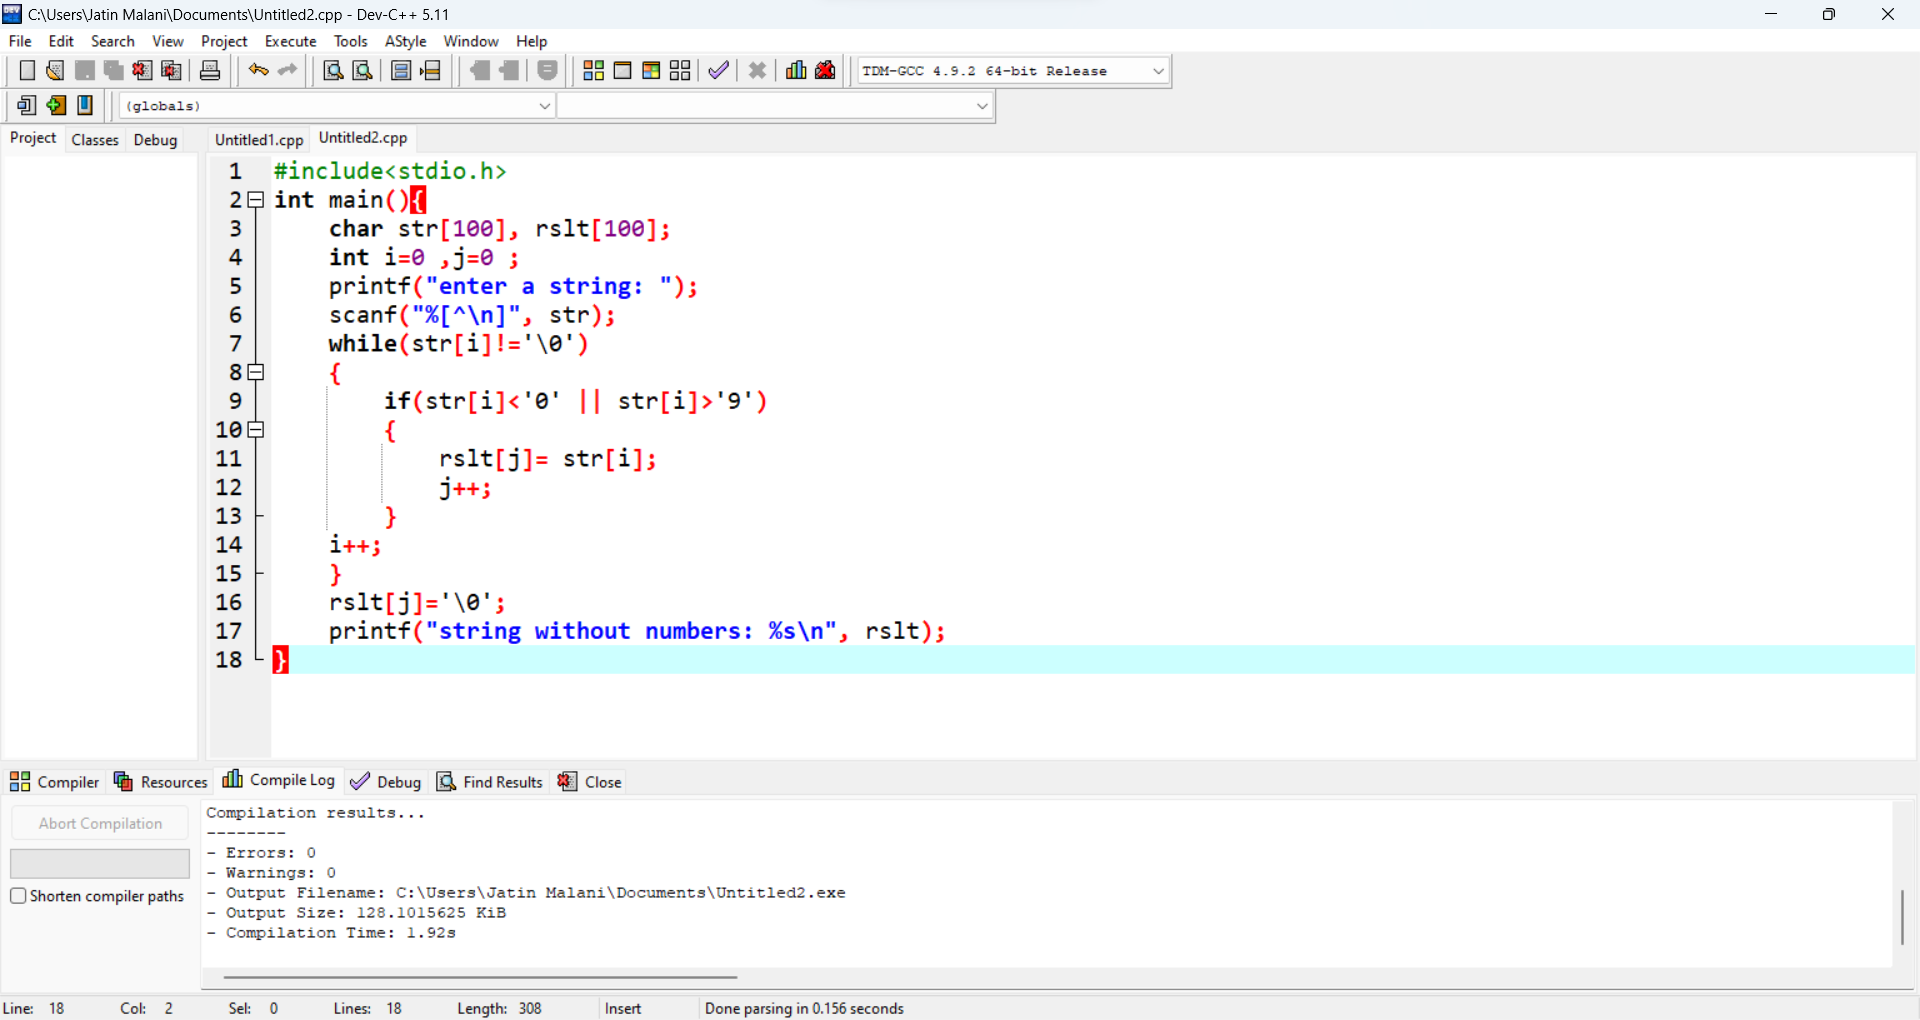 C:\Users\Jatin Malani\Documents\Untitled2.cpp - Dev-C++ 5.11
File Edit Search View Project Execute Tools AStyle Window Help
TDM-GCC 4.9.2 64-bit Release
(globals)
Project Classes Debug Untitled1.cpp Untitled2.cpp
1 #include<stdio.h>
2 int main(){
3 char str[100], rslt[100];
4 int i=0 ,j=0 ;
5 printf("enter a string: ");
6 scanf("%[^\n]", str);
7 while(str[i]!='\0')
8 {
9 if(str[i]<'0' || str[i]>'9')
10 {
11 rslt[j]= str[i];
12 j++;
13 }
14 i++;
15 }
16 rslt[j]='\0';
17 printf("string without numbers: %s\n", rslt);
18 }
Compiler Resources Compile Log Debug Find Results Close
Abort Compilation
Shorten compiler paths
Compilation results...
--------
- Errors: 0
- Warnings: 0
- Output Filename: C:\Users\Jatin Malani\Documents\Untitled2.exe
- Output Size: 128.1015625 KiB
- Compilation Time: 1.92s
Line: 18 Col: 2 Sel: 0 Lines: 18 Length: 308 Insert Done parsing in 0.156 seconds